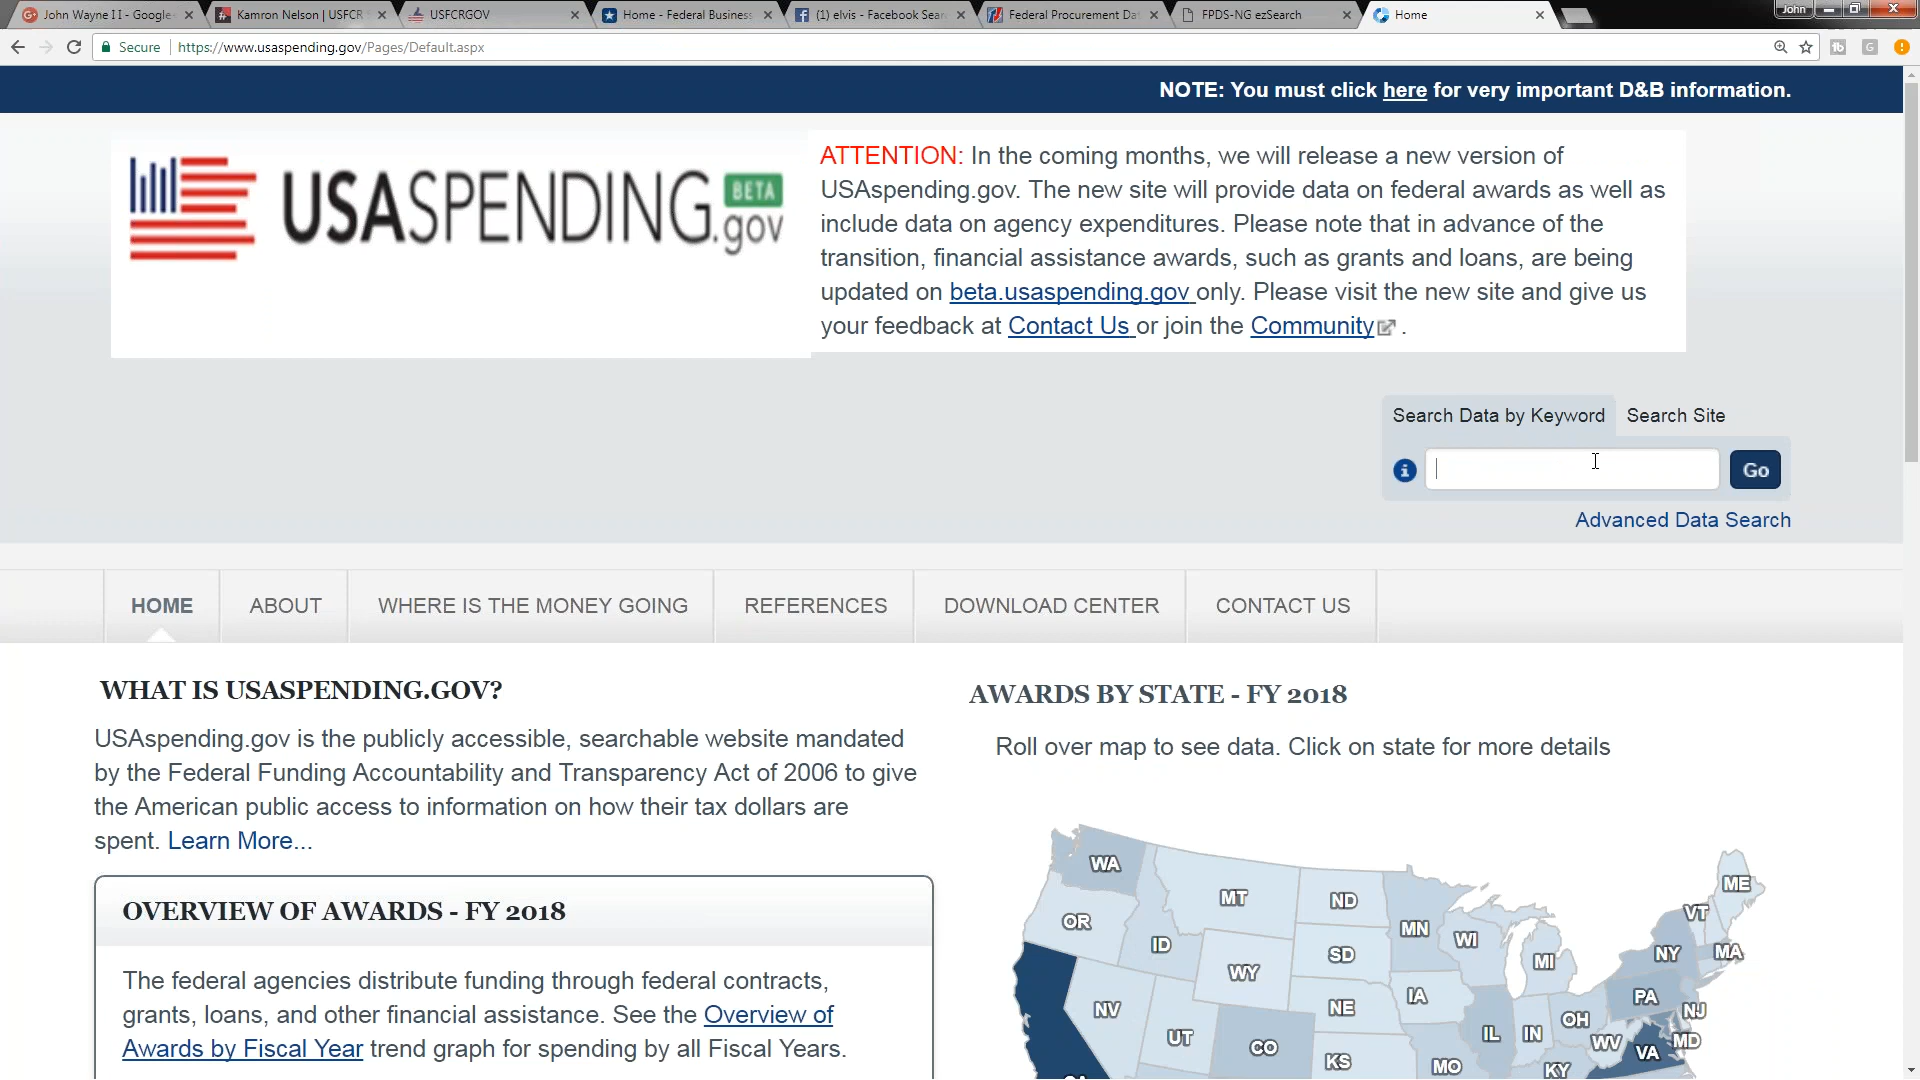 John Wayne I I - Google
Kamron Nelson | USFCR
USFCRGOV
Home - Federal Business
(1) elvis - Facebook Sear
Federal Procurement Da
FPDS-NG ezSearch
Home
John
Secure
https://www.usaspending.gov/Pages/Default.aspx
NOTE: You must click here for very important D&B information.
USASPENDING.gov
BETA
ATTENTION: In the coming months, we will release a new version of
USAspending.gov. The new site will provide data on federal awards as well as
include data on agency expenditures. Please note that in advance of the
transition, financial assistance awards, such as grants and loans, are being
updated on beta.usaspending.gov only. Please visit the new site and give us
your feedback at Contact Us or join the Community .
Search Data by Keyword
Search Site
Go
Advanced Data Search
HOME
ABOUT
WHERE IS THE MONEY GOING
REFERENCES
DOWNLOAD CENTER
CONTACT US
WHAT IS USASPENDING.GOV?
USAspending.gov is the publicly accessible, searchable website mandated
by the Federal Funding Accountability and Transparency Act of 2006 to give
the American public access to information on how their tax dollars are
spent. Learn More...
OVERVIEW OF AWARDS - FY 2018
The federal agencies distribute funding through federal contracts,
grants, loans, and other financial assistance. See the Overview of
Awards by Fiscal Year trend graph for spending by all Fiscal Years.
AWARDS BY STATE - FY 2018
Roll over map to see data. Click on state for more details
WA
MT
ND
ME
OR
ID
SD
MN
WI
VT
MI
NY
MA
WY
NV
NE
IA
PA
NJ
UT
CO
KS
IL
IN
OH
WV
VA
MD
MO
KY